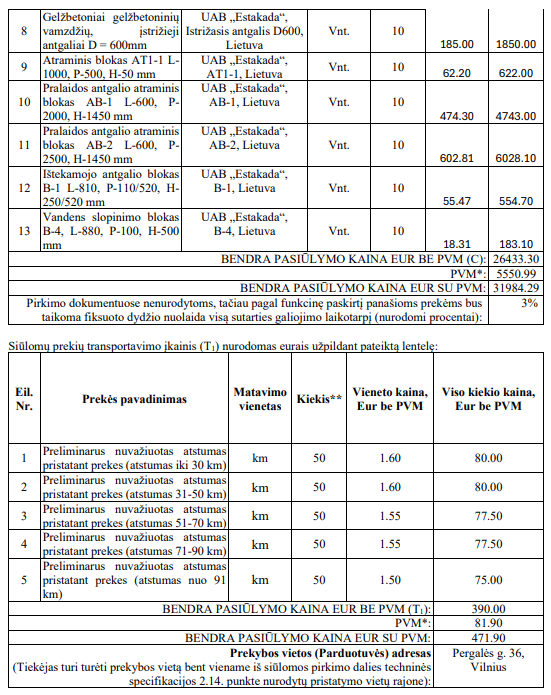 8 Gelžbetoniai gelžbetoninių vamzdžių, įstrižieji antgaliai D = 600mm UAB „Estakada“, Istrižasis antgalis D600, Lietuva Vnt. 10 185.00 1850.00
9 Atraminis blokas AT1-1 L-1000, P-500, H-50 mm UAB „Estakada“, AT1-1, Lietuva Vnt. 10 62.20 622.00
10 Pralaidos antgalio atraminis blokas AB-1 L-600, P-2000, H-1450 mm UAB „Estakada“, AB-1, Lietuva Vnt. 10 474.30 4743.00
11 Pralaidos antgalio atraminis blokas AB-2 L-600, P-2500, H-1450 mm UAB „Estakada“, AB-2, Lietuva Vnt. 10 602.81 6028.10
12 Ištekamojo antgalio blokas B-1 L-810, P-110/520, H-250/520 mm UAB „Estakada“, B-1, Lietuva Vnt. 10 55.47 554.70
13 Vandens slopinimo blokas B-4, L-880, P-100, H-500 mm UAB „Estakada“, B-4, Lietuva Vnt. 10 18.31 183.10
BENDRA PASIŪLYMO KAINA EUR BE PVM (C): 26433.30
PVM*: 5550.99
BENDRA PASIŪLYMO KAINA EUR SU PVM: 31984.29
Pirkimo dokumentuose nenurodytoms, tačiau pagal funkcinę paskirtį panašioms prekėms bus taikoma fiksuoto dydžio nuolaida visą sutarties galiojimo laikotarpį (nurodomi procentai): 3%
Siūlomų prekių transportavimo įkainis (T₁) nurodomas eurais užpildant pateiktą lentelę:
Eil. Nr. Prekės pavadinimas Matavimo vienetas Kiekis** Vieneto kaina, Eur be PVM Viso kiekio kaina, Eur be PVM
1 Preliminarus nuvažiuotas atstumas pristatant prekes (atstumas iki 30 km) km 50 1.60 80.00
2 Preliminarus nuvažiuotas atstumas pristatant prekes (atstumas 31-50 km) km 50 1.60 80.00
3 Preliminarus nuvažiuotas atstumas pristatant prekes (atstumas 51-70 km) km 50 1.55 77.50
4 Preliminarus nuvažiuotas atstumas pristatant prekes (atstumas 71-90 km) km 50 1.55 77.50
5 Preliminarus nuvažiuotas atstumas pristatant prekes (atstumas nuo 91 km) km 50 1.50 75.00
BENDRA PASIŪLYMO KAINA EUR BE PVM (T₁): 390.00
PVM*: 81.90
BENDRA PASIŪLYMO KAINA EUR SU PVM: 471.90
Prekybos vietos (Parduotuvės) adresas
(Tiekėjas turi turėti prekybos vietą bent viename iš siūlomos pirkimo dalies techninės specifikacijos 2.14. punkte nurodytų pristatymo vietų rajone): Pergalės g. 36, Vilnius